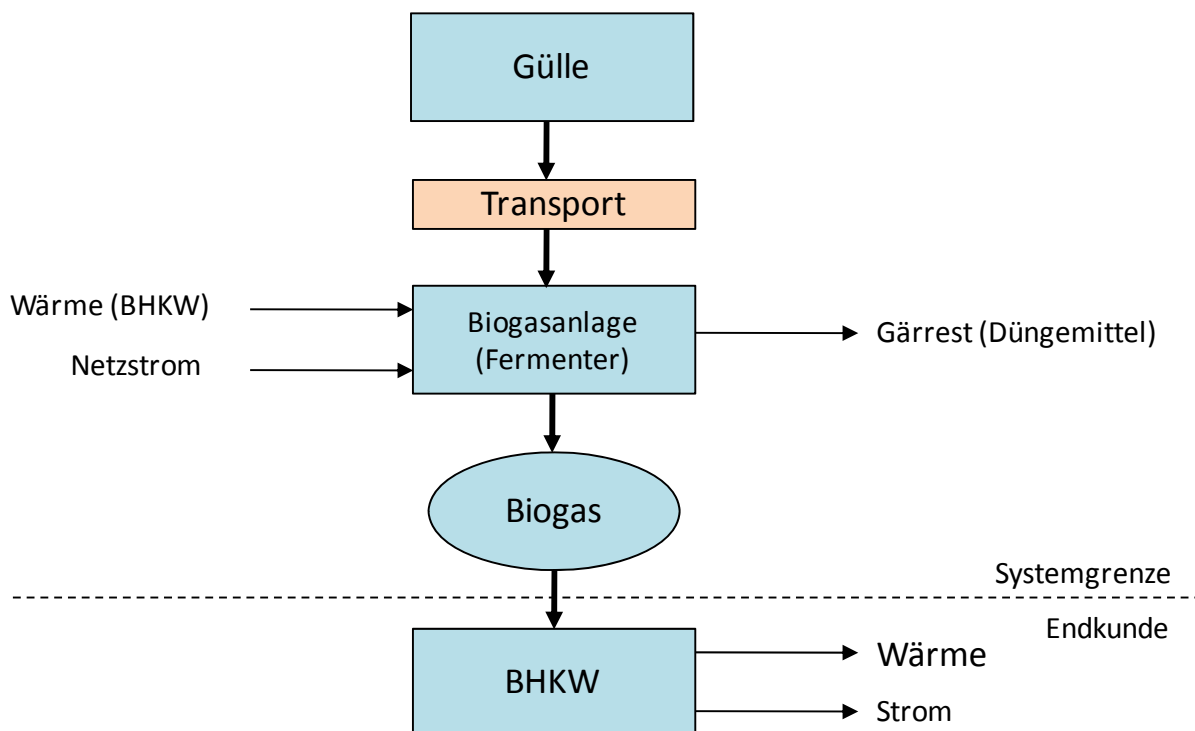 Gülle
Transport
Wärme (BHKW)
Netzstrom
Biogasanlage
(Fermenter)
Gärrest (Düngemittel)
Biogas
Systemgrenze
Endkunde
BHKW
Wärme
Strom